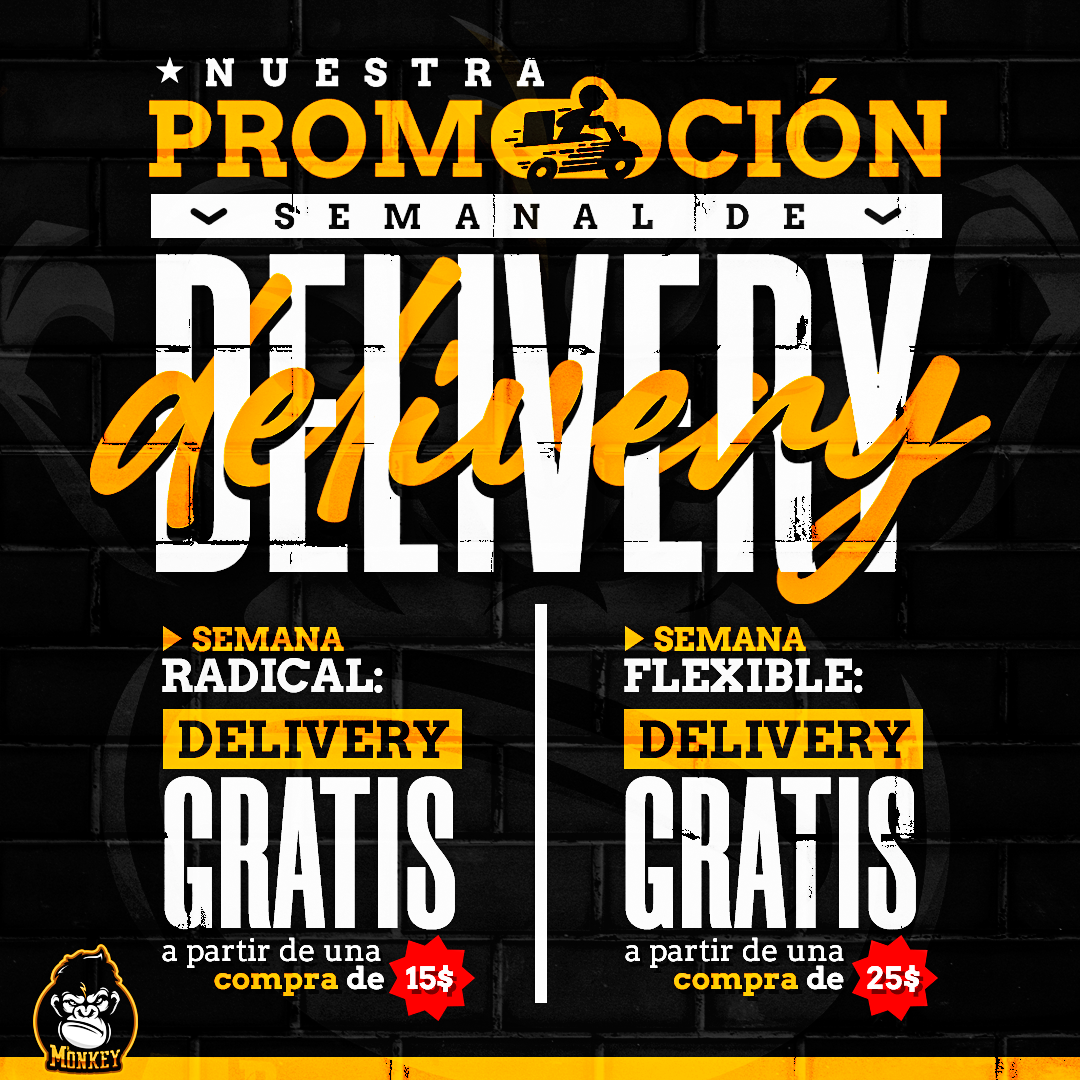 NUESTRA
PROMOCIÓN
SEMANAL DE
DELIVERY
delivery
SEMANA
RADICAL:
DELIVERY
GRATIS
a partir de una
compra de 15$
SEMANA
FLEXIBLE:
DELIVERY
GRATIS
a partir de una
compra de 25$
MONKEY